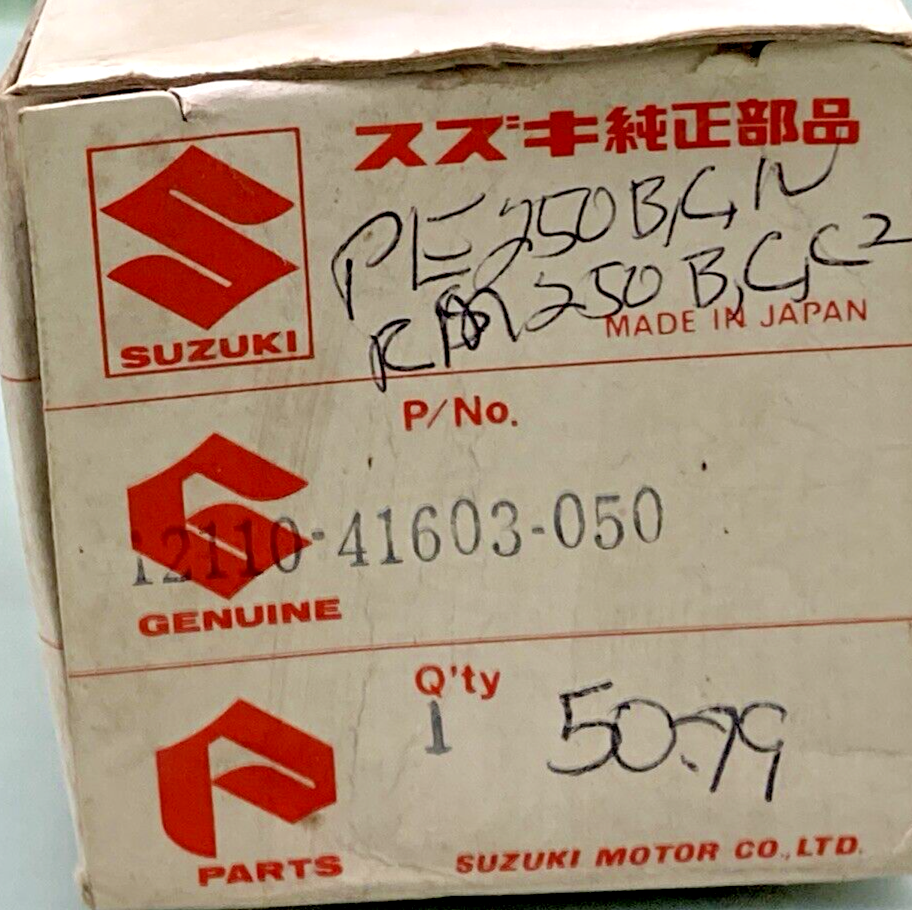 スズキ純正部品
SUZUKI
PE250B,C,N
RM250B,C,C2
MADE IN JAPAN
P/No.
12110-41603-050
GENUINE
Q'ty
1
50.99
PARTS
SUZUKI MOTOR CO.,LTD.